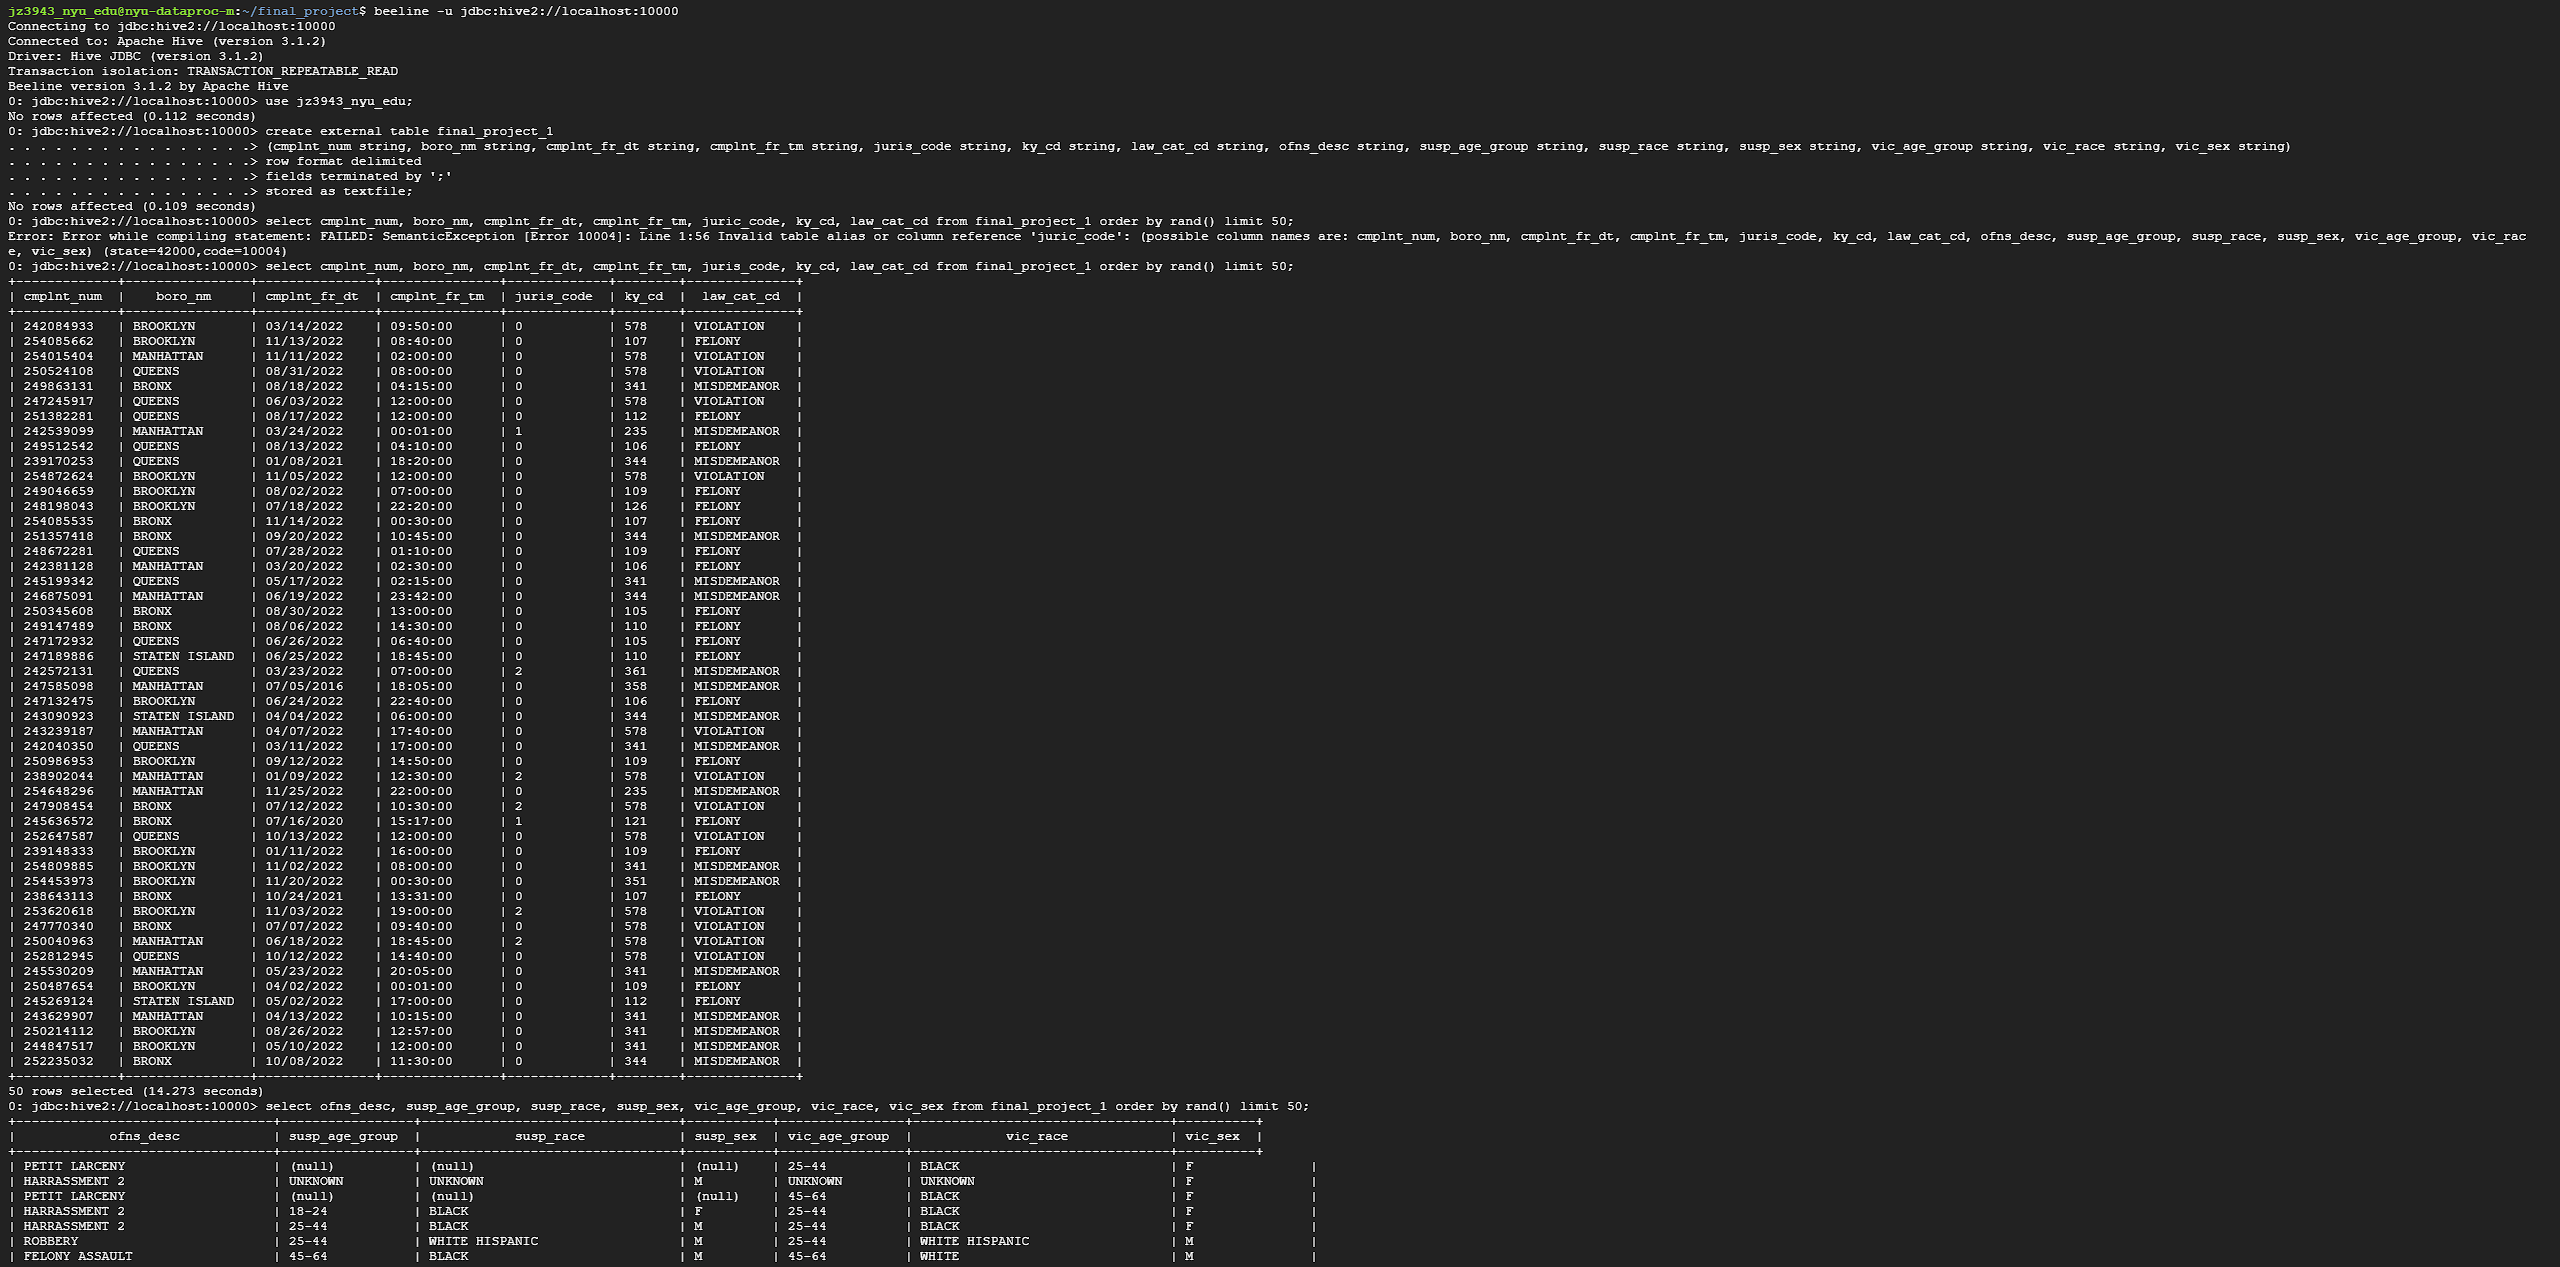 jz3943_nyu_edu@nyu-dataproc-m:~/final_project$ beeline -u jdbc:hive2://localhost:10000
Connecting to jdbc:hive2://localhost:10000
Connected to: Apache Hive (version 3.1.2)
Driver: Hive JDBC (version 3.1.2)
Transaction isolation: TRANSACTION_REPEATABLE_READ
Beeline version 3.1.2 by Apache Hive
0: jdbc:hive2://localhost:10000> use jz3943_nyu_edu;
No rows affected (0.112 seconds)
0: jdbc:hive2://localhost:10000> create external table final_project_1
. . . . . . . . . . . . . . . .> (cmplnt_num string, boro_nm string, cmplnt_fr_dt string, cmplnt_fr_tm string, juris_code string, ky_cd string, law_cat_cd string, ofns_desc string, susp_age_group string, susp_race string, susp_sex string, vic_age_group string, vic_race string, vic_sex string)
. . . . . . . . . . . . . . . .> row format delimited
. . . . . . . . . . . . . . . .> fields terminated by ';'
. . . . . . . . . . . . . . . .> stored as textfile;
No rows affected (0.109 seconds)
0: jdbc:hive2://localhost:10000> select cmplnt_num, boro_nm, cmplnt_fr_dt, cmplnt_fr_tm, juric_code, ky_cd, law_cat_cd from final_project_1 order by rand() limit 50;
Error: Error while compiling statement: FAILED: SemanticException [Error 10004]: Line 1:56 Invalid table alias or column reference 'juric_code': (possible column names are: cmplnt_num, boro_nm, cmplnt_fr_dt, cmplnt_fr_tm, juris_code, ky_cd, law_cat_cd, ofns_desc, susp_age_group, susp_race, susp_sex, vic_age_group, vic_rac
e, vic_sex) (state=42000,code=10004)
0: jdbc:hive2://localhost:10000> select cmplnt_num, boro_nm, cmplnt_fr_dt, cmplnt_fr_tm, juris_code, ky_cd, law_cat_cd from final_project_1 order by rand() limit 50;
+-------------+----------------+---------------+---------------+-------------+--------+--------------+
| cmplnt_num | boro_nm | cmplnt_fr_dt | cmplnt_fr_tm | juris_code | ky_cd | law_cat_cd |
+-------------+----------------+---------------+---------------+-------------+--------+--------------+
| 242084933 | BROOKLYN | 03/14/2022 | 09:50:00 | 0 | 578 | VIOLATION |
| 254085662 | BROOKLYN | 11/13/2022 | 08:40:00 | 0 | 107 | FELONY |
| 254015404 | MANHATTAN | 11/11/2022 | 02:00:00 | 0 | 578 | VIOLATION |
| 250524108 | QUEENS | 08/31/2022 | 08:00:00 | 0 | 578 | VIOLATION |
| 249863131 | BRONX | 08/18/2022 | 04:15:00 | 0 | 341 | MISDEMEANOR |
| 247245917 | QUEENS | 06/03/2022 | 12:00:00 | 0 | 578 | VIOLATION |
| 251382281 | QUEENS | 08/17/2022 | 12:00:00 | 0 | 112 | FELONY |
| 242539099 | MANHATTAN | 03/24/2022 | 00:01:00 | 1 | 235 | MISDEMEANOR |
| 249512542 | QUEENS | 08/13/2022 | 04:10:00 | 0 | 106 | FELONY |
| 239170253 | QUEENS | 01/08/2021 | 18:20:00 | 0 | 344 | MISDEMEANOR |
| 254872624 | BROOKLYN | 11/05/2022 | 12:00:00 | 0 | 578 | VIOLATION |
| 249046659 | BROOKLYN | 08/02/2022 | 07:00:00 | 0 | 109 | FELONY |
| 248198043 | BROOKLYN | 07/18/2022 | 22:20:00 | 0 | 126 | FELONY |
| 254085535 | BRONX | 11/14/2022 | 00:30:00 | 0 | 107 | FELONY |
| 251357418 | BRONX | 09/20/2022 | 10:45:00 | 0 | 344 | MISDEMEANOR |
| 248672281 | QUEENS | 07/28/2022 | 01:10:00 | 0 | 109 | FELONY |
| 242381128 | MANHATTAN | 03/20/2022 | 02:30:00 | 0 | 106 | FELONY |
| 245199342 | QUEENS | 05/17/2022 | 02:15:00 | 0 | 341 | MISDEMEANOR |
| 246875091 | MANHATTAN | 06/19/2022 | 23:42:00 | 0 | 344 | MISDEMEANOR |
| 250345608 | BRONX | 08/30/2022 | 13:00:00 | 0 | 105 | FELONY |
| 249147489 | BRONX | 08/06/2022 | 14:30:00 | 0 | 110 | FELONY |
| 247172932 | QUEENS | 06/26/2022 | 06:40:00 | 0 | 105 | FELONY |
| 247189886 | STATEN ISLAND | 06/25/2022 | 18:45:00 | 0 | 110 | FELONY |
| 242572131 | QUEENS | 03/23/2022 | 07:00:00 | 2 | 361 | MISDEMEANOR |
| 247585098 | MANHATTAN | 07/05/2016 | 18:05:00 | 0 | 358 | MISDEMEANOR |
| 247132475 | BROOKLYN | 06/24/2022 | 22:40:00 | 0 | 106 | FELONY |
| 243090923 | STATEN ISLAND | 04/04/2022 | 06:00:00 | 0 | 344 | MISDEMEANOR |
| 243239187 | MANHATTAN | 04/07/2022 | 17:40:00 | 0 | 578 | VIOLATION |
| 242040350 | QUEENS | 03/11/2022 | 17:00:00 | 0 | 341 | MISDEMEANOR |
| 250986953 | BROOKLYN | 09/12/2022 | 14:50:00 | 0 | 109 | FELONY |
| 238902044 | MANHATTAN | 01/09/2022 | 12:30:00 | 2 | 578 | VIOLATION |
| 254648296 | MANHATTAN | 11/25/2022 | 22:00:00 | 0 | 235 | MISDEMEANOR |
| 247908454 | BRONX | 07/12/2022 | 10:30:00 | 2 | 578 | VIOLATION |
| 245636572 | BRONX | 07/16/2020 | 15:17:00 | 1 | 121 | FELONY |
| 252647587 | QUEENS | 10/13/2022 | 12:00:00 | 0 | 578 | VIOLATION |
| 239148333 | BROOKLYN | 01/11/2022 | 16:00:00 | 0 | 109 | FELONY |
| 254809885 | BROOKLYN | 11/02/2022 | 08:00:00 | 0 | 341 | MISDEMEANOR |
| 254453973 | BROOKLYN | 11/20/2022 | 00:30:00 | 0 | 351 | MISDEMEANOR |
| 238643113 | BRONX | 10/24/2021 | 13:31:00 | 0 | 107 | FELONY |
| 253620618 | BROOKLYN | 11/03/2022 | 19:00:00 | 2 | 578 | VIOLATION |
| 247770340 | BRONX | 07/07/2022 | 09:40:00 | 0 | 578 | VIOLATION |
| 250040963 | MANHATTAN | 06/18/2022 | 18:45:00 | 2 | 578 | VIOLATION |
| 252812945 | QUEENS | 10/12/2022 | 14:40:00 | 0 | 578 | VIOLATION |
| 245530209 | MANHATTAN | 05/23/2022 | 20:05:00 | 0 | 341 | MISDEMEANOR |
| 250487654 | BROOKLYN | 04/02/2022 | 00:01:00 | 0 | 109 | FELONY |
| 245269124 | STATEN ISLAND | 05/02/2022 | 17:00:00 | 0 | 112 | FELONY |
| 243629907 | MANHATTAN | 04/13/2022 | 10:15:00 | 0 | 341 | MISDEMEANOR |
| 250214112 | BROOKLYN | 08/26/2022 | 12:57:00 | 0 | 341 | MISDEMEANOR |
| 244847517 | BROOKLYN | 05/10/2022 | 12:00:00 | 0 | 341 | MISDEMEANOR |
| 252235032 | BRONX | 10/08/2022 | 11:30:00 | 0 | 344 | MISDEMEANOR |
+-------------+----------------+---------------+---------------+-------------+--------+--------------+
50 rows selected (14.273 seconds)
0: jdbc:hive2://localhost:10000> select ofns_desc, susp_age_group, susp_race, susp_sex, vic_age_group, vic_race, vic_sex from final_project_1 order by rand() limit 50;
+---------------------------------+-----------------+---------------------------------+-----------+----------------+---------------------------------+----------+
| ofns_desc | susp_age_group | susp_race | susp_sex | vic_age_group | vic_race | vic_sex |
+---------------------------------+-----------------+---------------------------------+-----------+----------------+---------------------------------+----------+
| PETIT LARCENY | (null) | (null) | (null) | 25-44 | BLACK | F |
| HARRASSMENT 2 | UNKNOWN | UNKNOWN | M | UNKNOWN | UNKNOWN | F |
| PETIT LARCENY | (null) | (null) | (null) | 45-64 | BLACK | F |
| HARRASSMENT 2 | 18-24 | BLACK | F | 25-44 | BLACK | F |
| HARRASSMENT 2 | 25-44 | BLACK | M | 25-44 | BLACK | F |
| ROBBERY | 25-44 | WHITE HISPANIC | M | 25-44 | WHITE HISPANIC | M |
| FELONY ASSAULT | 45-64 | BLACK | M | 45-64 | WHITE | M |